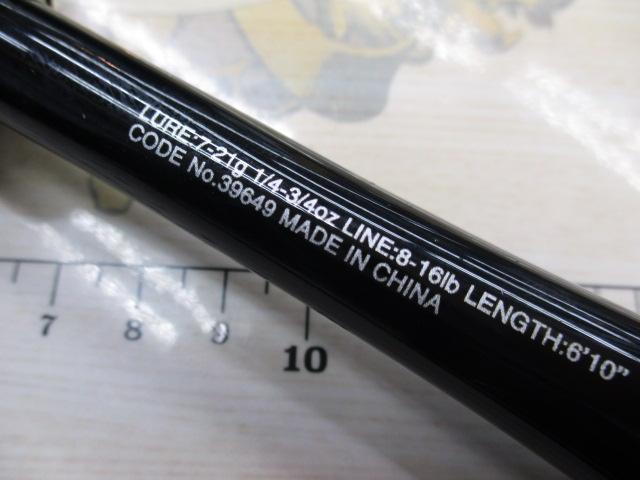 LURE:7-21g 1/4-3/4oz LINE:8-16lb LENGTH:6'10"
CODE No.39649 MADE IN CHINA
7 8 9 10